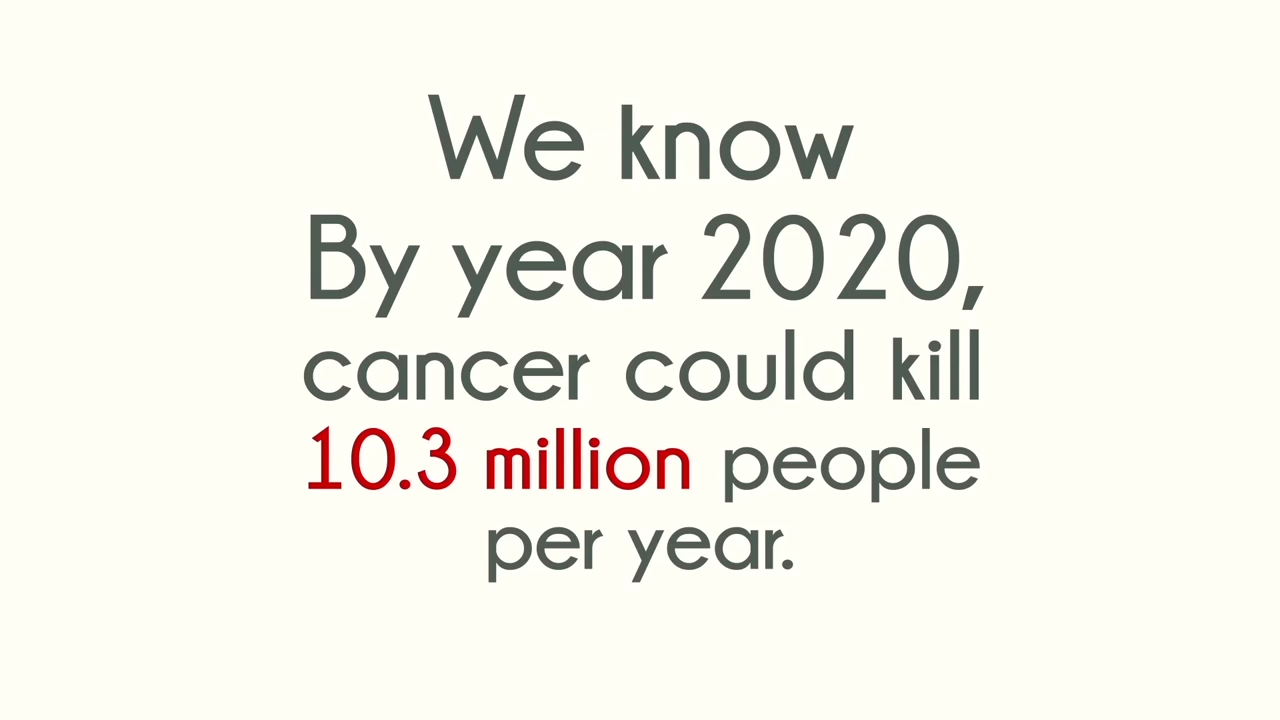 We know
By year 2020,
cancer could kill
10.3 million people
per year.